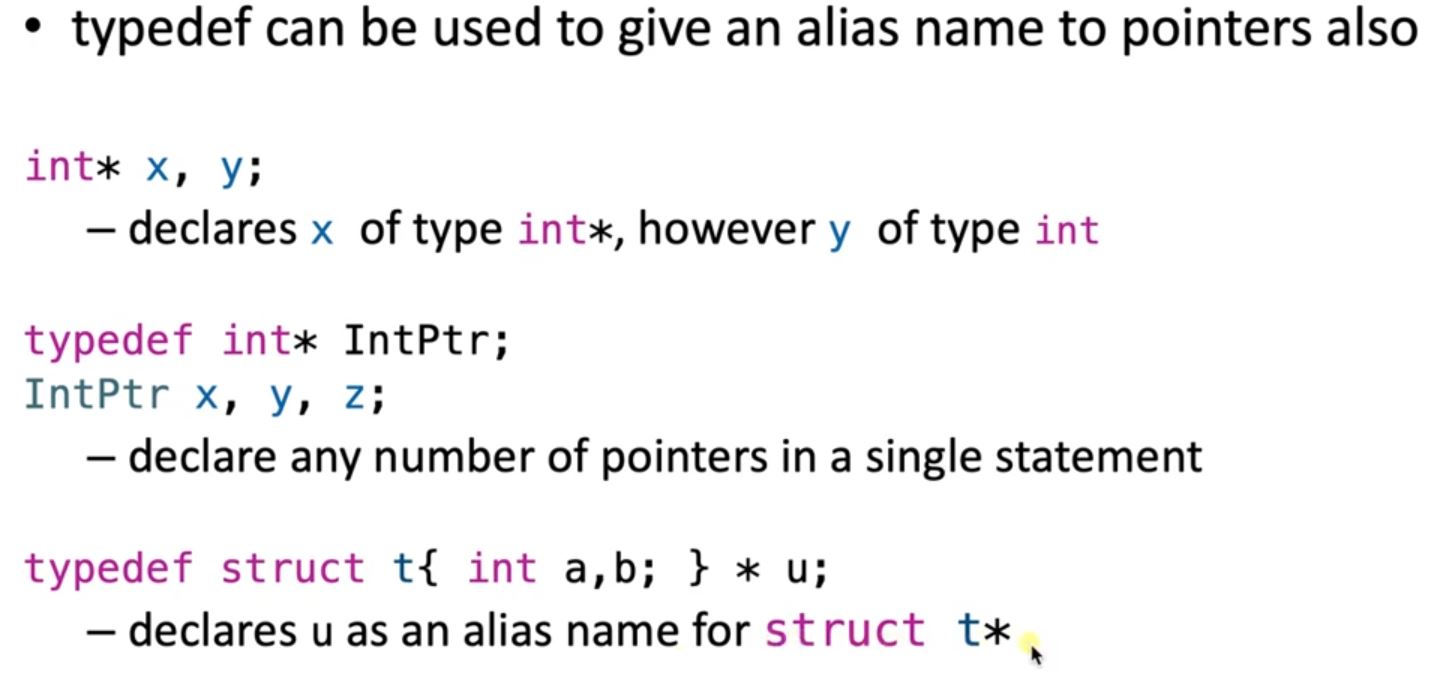 • typedef can be used to give an alias name to pointers also
int* x, y;
– declares x of type int*, however y of type int
typedef int* IntPtr;
IntPtr x, y, z;
– declare any number of pointers in a single statement
typedef struct t{ int a,b; } * u;
– declares u as an alias name for struct t*